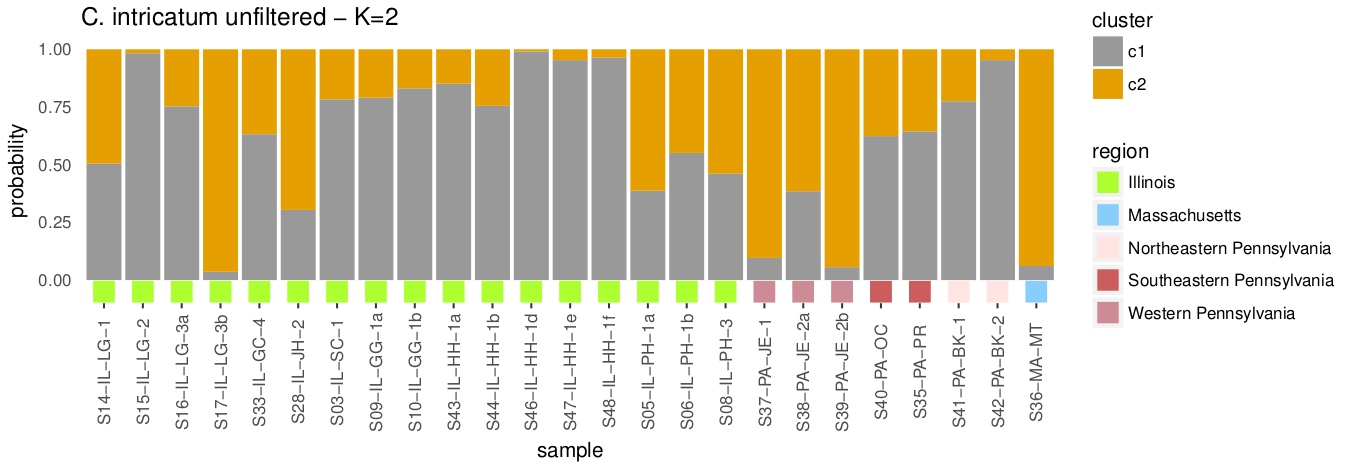 C. intricatum unfiltered − K=2
probability
1.00
0.75
0.50
0.25
0.00
S14−IL−LG−1
S15−IL−LG−2
S16−IL−LG−3a
S17−IL−LG−3b
S33−IL−GC−4
S28−IL−JH−2
S03−IL−SC−1
S09−IL−GG−1a
S10−IL−GG−1b
S43−IL−HH−1a
S44−IL−HH−1b
S46−IL−HH−1d
S47−IL−HH−1e
S48−IL−HH−1f
S05−IL−PH−1a
S06−IL−PH−1b
S08−IL−PH−3
S37−PA−JE−1
S38−PA−JE−2a
S39−PA−JE−2b
S40−PA−OC
S35−PA−PR
S41−PA−BK−1
S42−PA−BK−2
S36−MA−MT
sample
cluster
c1
c2
region
Illinois
Massachusetts
Northeastern Pennsylvania
Southeastern Pennsylvania
Western Pennsylvania